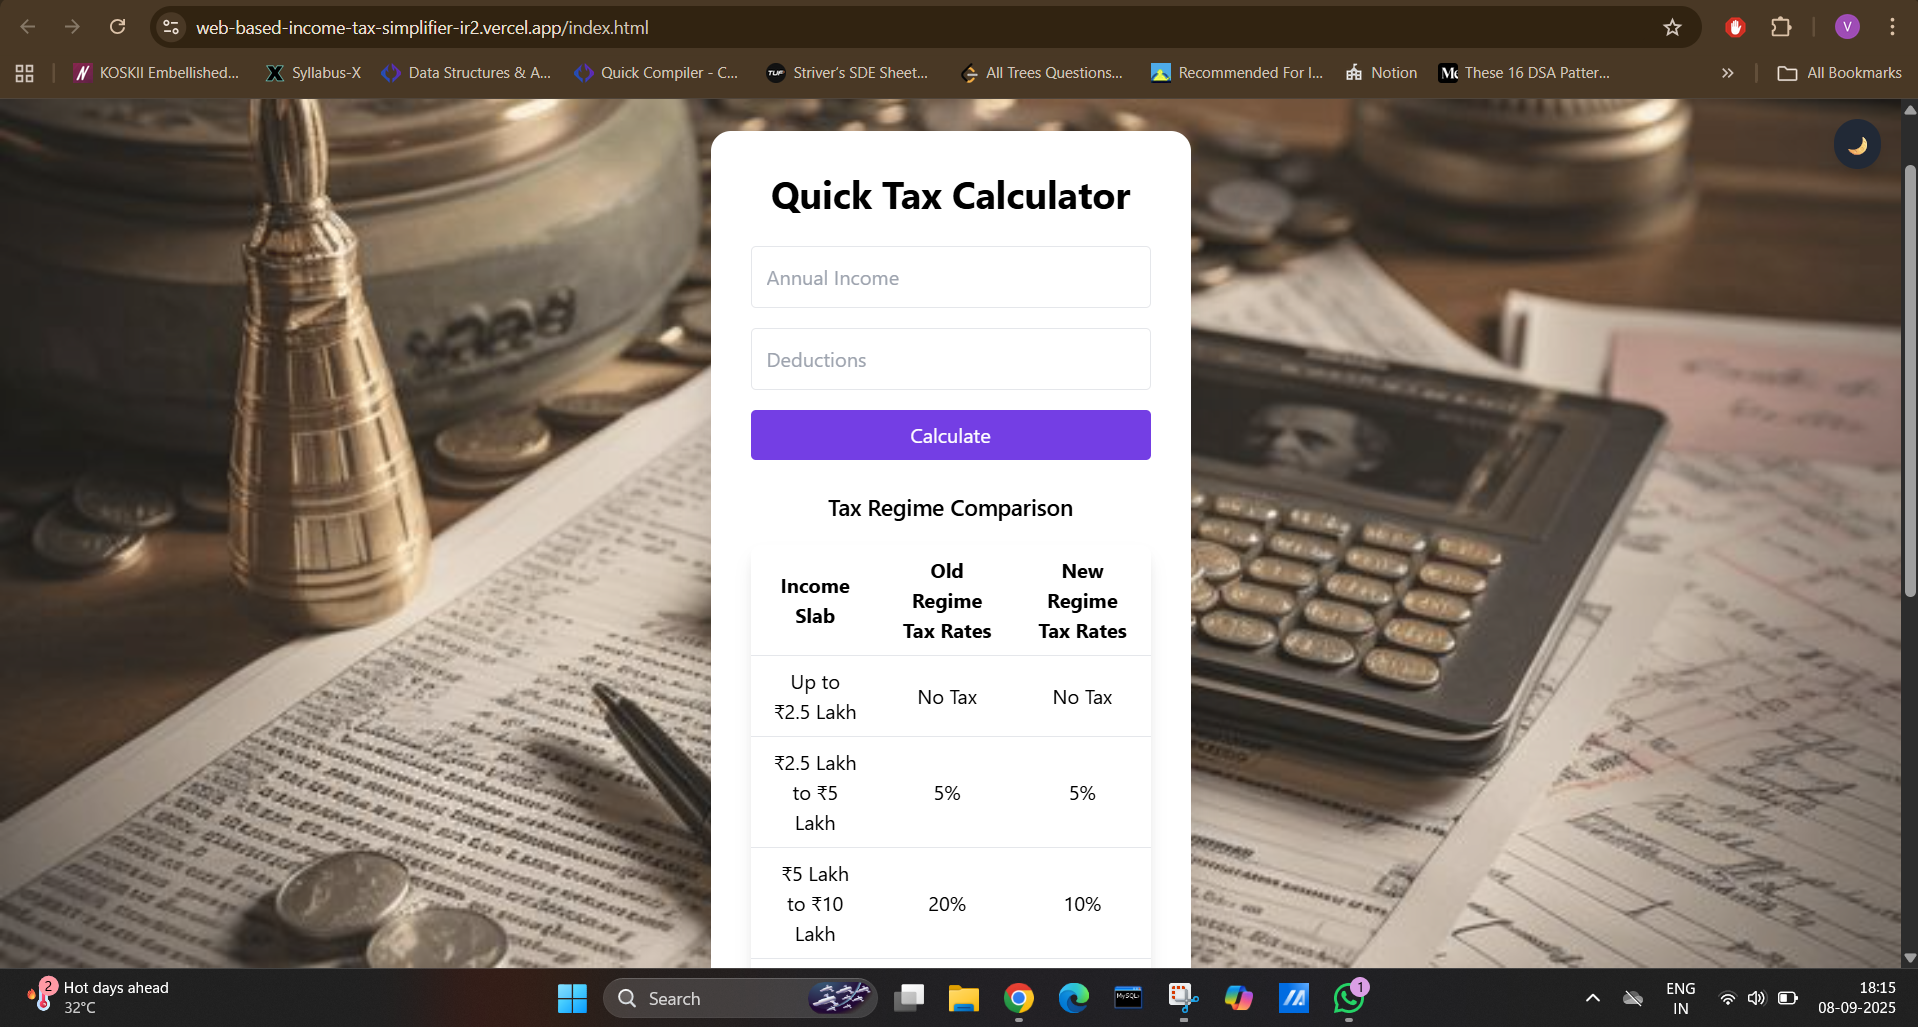 web-based-income-tax-simplifier-ir2.vercel.app/index.html
V
KOSKII Embellished...
Syllabus-X
Data Structures & A...
Quick Compiler - C...
TUF
Striver's SDE Sheet...
All Trees Questions...
Recommended For I...
Notion
These 16 DSA Patter...
»
All Bookmarks
Quick Tax Calculator
Annual Income
Deductions
Calculate
Tax Regime Comparison
Income Slab
Old Regime Tax Rates
New Regime Tax Rates
Up to ₹2.5 Lakh
No Tax
No Tax
₹2.5 Lakh to ₹5 Lakh
5%
5%
₹5 Lakh to ₹10 Lakh
20%
10%
2
Hot days ahead
32°C
Search
MySQL
1
ENG
IN
18:15
08-09-2025